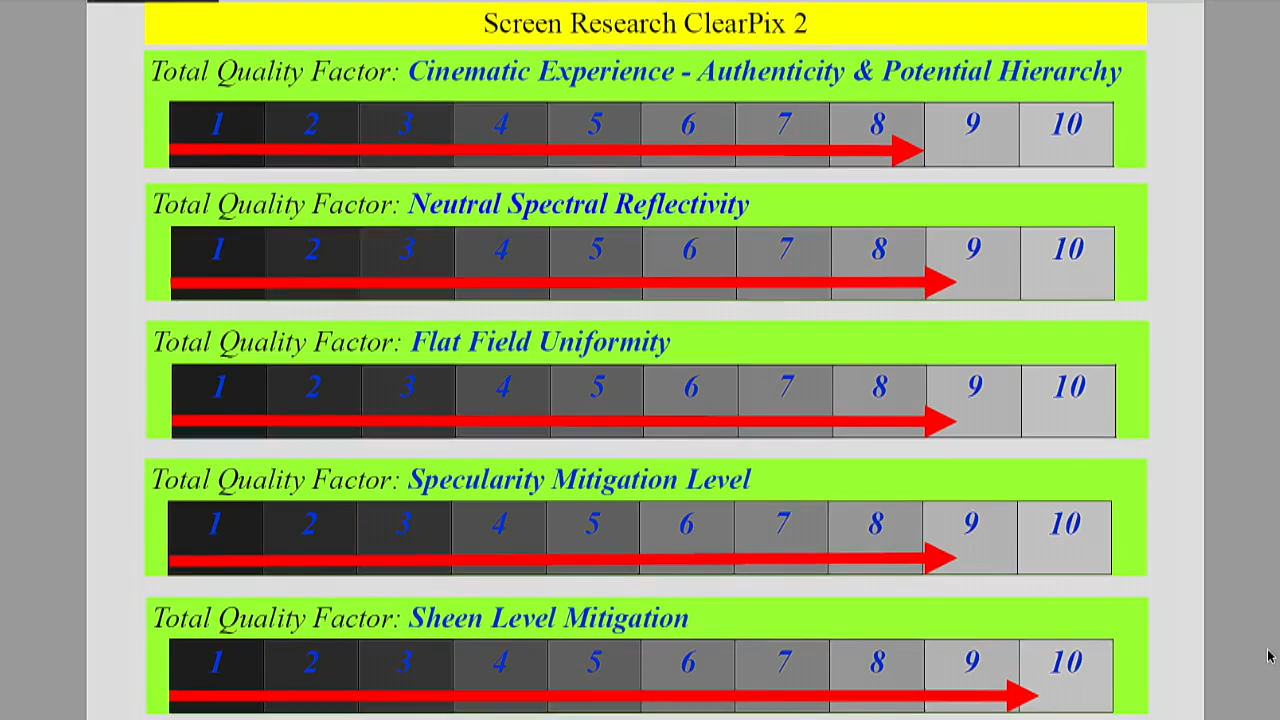 Screen Research ClearPix 2
Total Quality Factor: Cinematic Experience - Authenticity & Potential Hierarchy
1 2 3 4 5 6 7 8 9 10
Total Quality Factor: Neutral Spectral Reflectivity
1 2 3 4 5 6 7 8 9 10
Total Quality Factor: Flat Field Uniformity
1 2 3 4 5 6 7 8 9 10
Total Quality Factor: Specularity Mitigation Level
1 2 3 4 5 6 7 8 9 10
Total Quality Factor: Sheen Level Mitigation
1 2 3 4 5 6 7 8 9 10